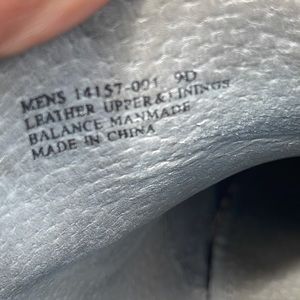 MENS 14157-001 9D
LEATHER UPPER & LININGS
BALANCE MANMADE
MADE IN CHINA